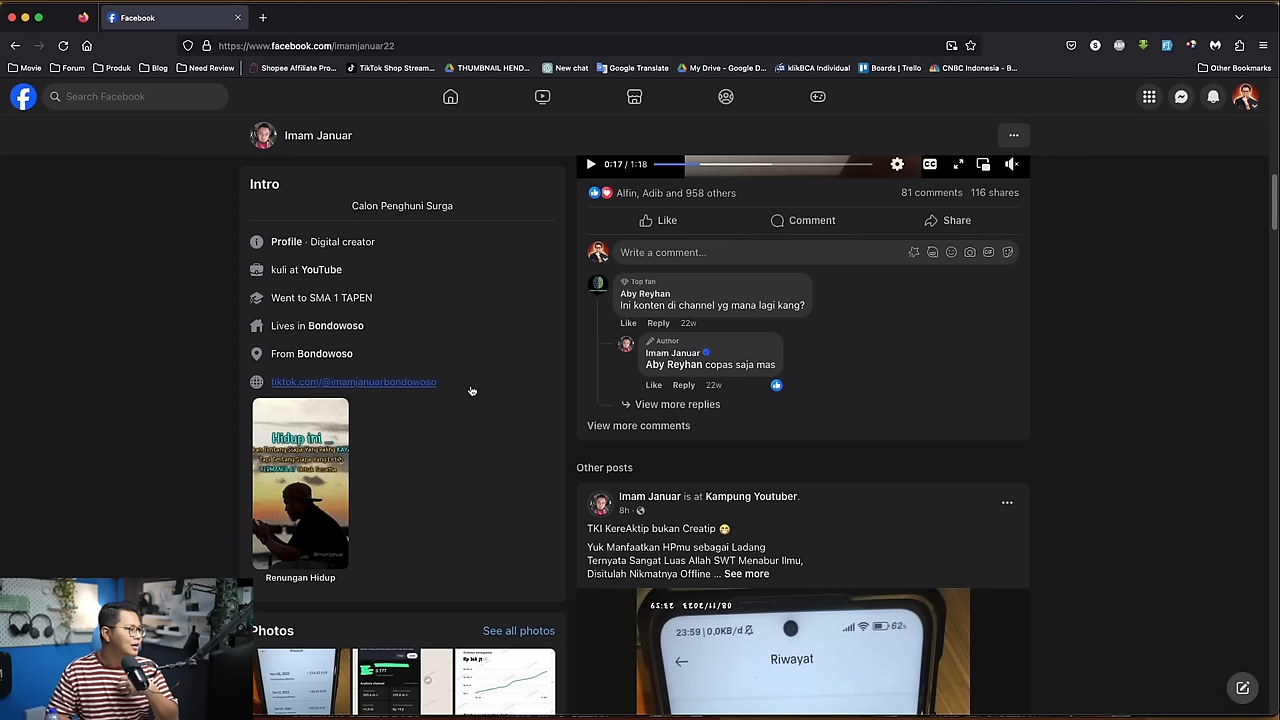 Facebook
https://www.facebook.com/imamjanuar22
Movie
Forum
Produk
Blog
Need Review
Shopee Affiliate Pro...
TikTok Shop Stream...
THUMBNAIL HEND...
New chat
Google Translate
My Drive - Google D...
klikBCA Individual
Boards | Trello
CNBC Indonesia - B...
Other Bookmarks
Search Facebook
Imam Januar
Intro
Calon Penghuni Surga
Profile · Digital creator
kuli at YouTube
Went to SMA 1 TAPEN
Lives in Bondowoso
From Bondowoso
tiktok.com/@imamjanuarbondowoso
Hidup ini ...
Renungan Hidup
Photos
See all photos
0:17 / 1:18
Alfin, Adib and 958 others
81 comments
116 shares
Like
Comment
Share
Write a comment...
Top fan
Aby Reyhan
Ini konten di channel yg mana lagi kang?
Like Reply 22w
Author
Imam Januar
Aby Reyhan copas saja mas
Like Reply 22w
View more replies
View more comments
Other posts
Imam Januar is at Kampung Youtuber.
8h ·
TKI KereAktip bukan Creatip 😁
Yuk Manfaatkan HPmu sebagai Ladang
Ternyata Sangat Luas Allah SWT Menabur Ilmu,
Disitulah Nikmatnya Offline ... See more
08/11/2023 23:59
23:59 | 0,0KB/d
62%
Riwayat